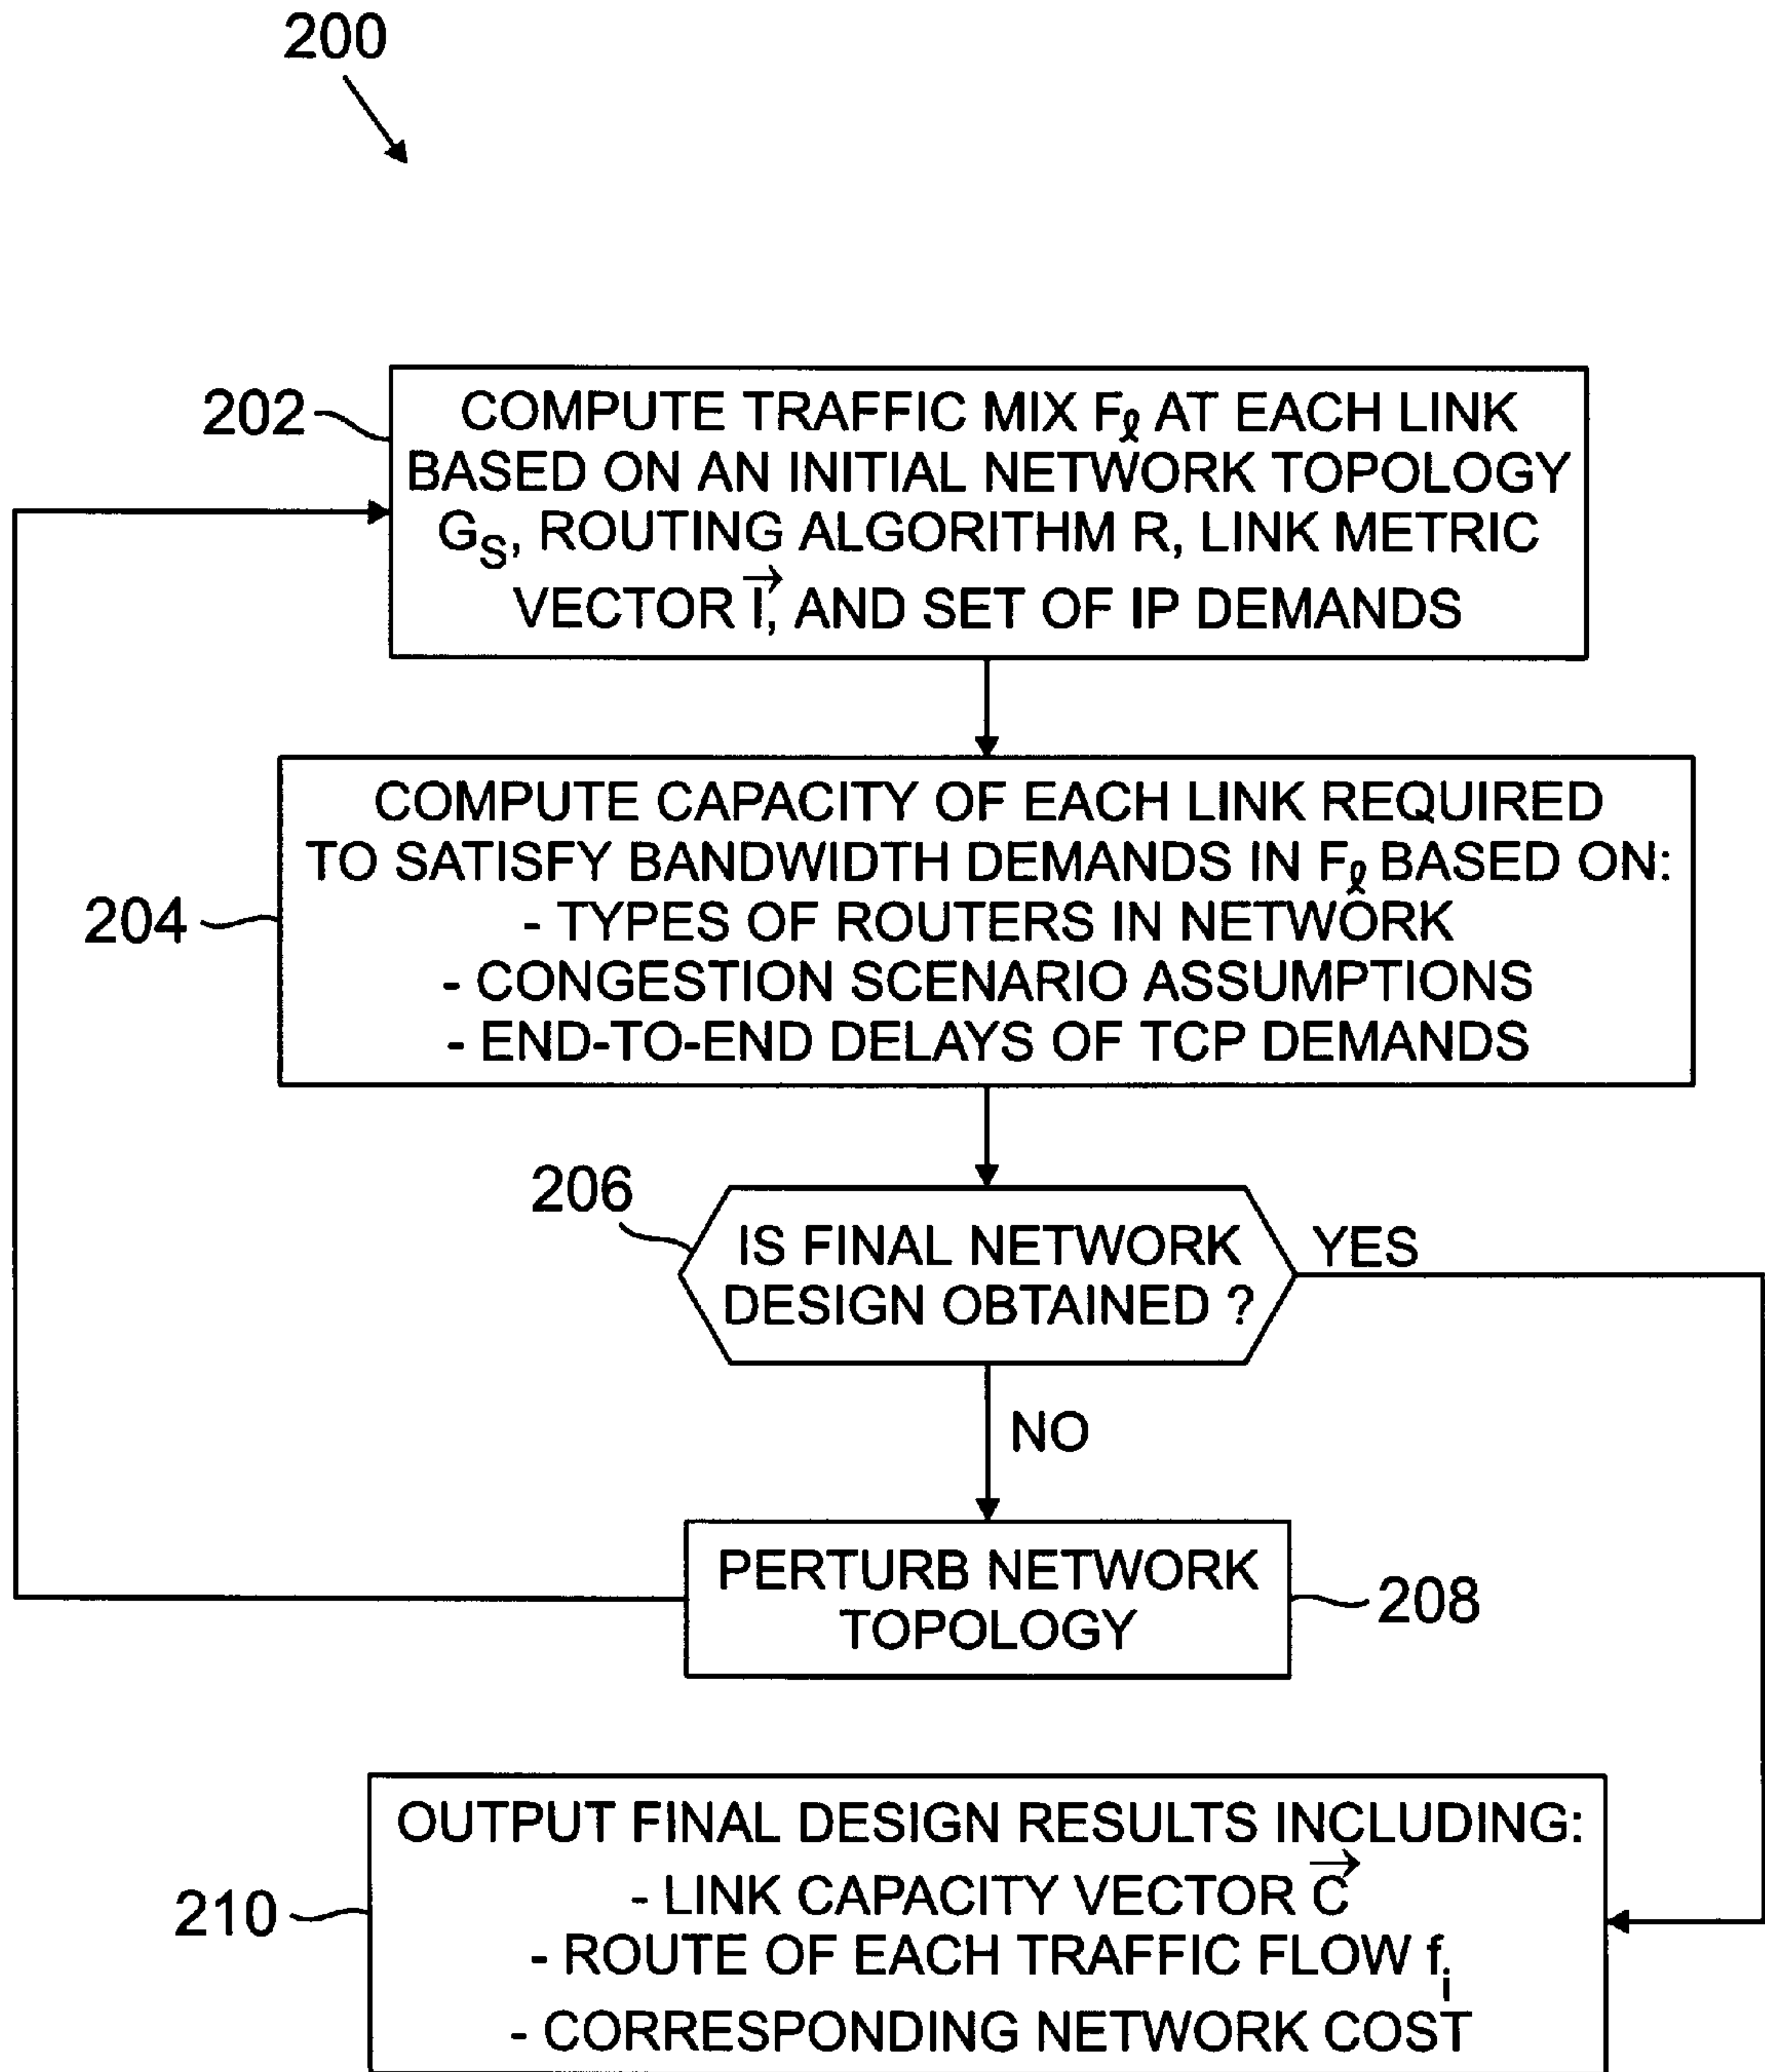 200
202
COMPUTE TRAFFIC MIX Fℓ AT EACH LINK
BASED ON AN INITIAL NETWORK TOPOLOGY
GS, ROUTING ALGORITHM R, LINK METRIC
VECTOR I⃗, AND SET OF IP DEMANDS
204
COMPUTE CAPACITY OF EACH LINK REQUIRED
TO SATISFY BANDWIDTH DEMANDS IN Fℓ BASED ON:
- TYPES OF ROUTERS IN NETWORK
- CONGESTION SCENARIO ASSUMPTIONS
- END-TO-END DELAYS OF TCP DEMANDS
206
IS FINAL NETWORK
DESIGN OBTAINED ?
YES
NO
PERTURB NETWORK
TOPOLOGY
208
210
OUTPUT FINAL DESIGN RESULTS INCLUDING:
- LINK CAPACITY VECTOR C⃗
- ROUTE OF EACH TRAFFIC FLOW fi
- CORRESPONDING NETWORK COST